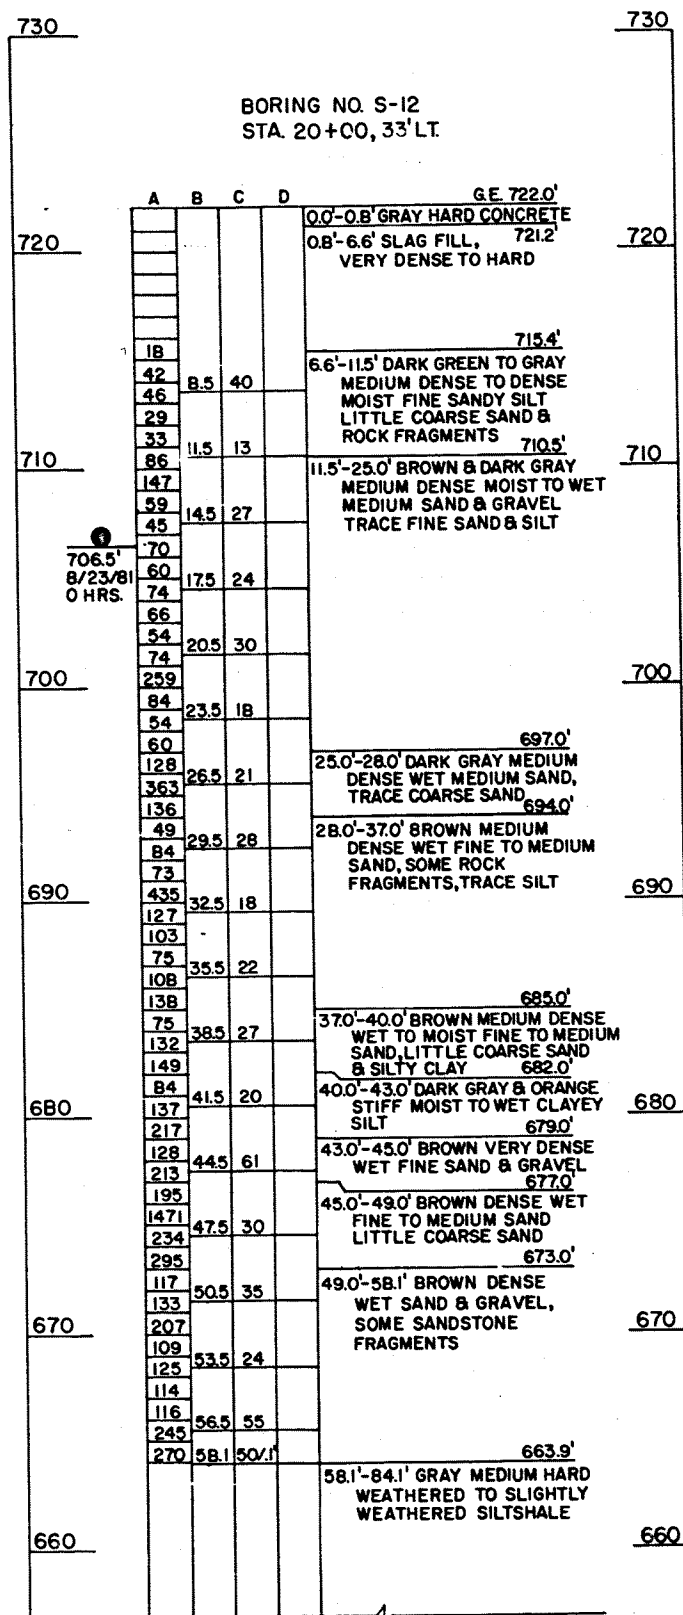 730 730
BORING NO. S-12
STA. 20+00, 33' LT.
A B C D G.E. 722.0'
0.0'-0.8' GRAY HARD CONCRETE
720 0.8'-6.6' SLAG FILL, 721.2' 720
VERY DENSE TO HARD
715.4'
18
6.6'-11.5' DARK GREEN TO GRAY
42 8.5 40 MEDIUM DENSE TO DENSE
46 MOIST FINE SANDY SILT
29 LITTLE COARSE SAND &
33 11.5 13 ROCK FRAGMENTS 710.5'
710 86 11.5'-25.0' BROWN & DARK GRAY 710
147 MEDIUM DENSE MOIST TO WET
59 14.5 27 MEDIUM SAND & GRAVEL
45 TRACE FINE SAND & SILT
70
706.5'
8/23/81 60 17.5 24
0 HRS. 74
66
54 20.5 30
74
700 259 700
84 23.5 18
54
60 697.0'
128 26.5 21 25.0'-28.0' DARK GRAY MEDIUM
363 DENSE WET MEDIUM SAND,
136 TRACE COARSE SAND 694.0'
49 29.5 28 28.0'-37.0' BROWN MEDIUM
84 DENSE WET FINE TO MEDIUM
73 SAND, SOME ROCK
690 435 32.5 18 FRAGMENTS, TRACE SILT 690
127
103
75 35.5 22
108
138 685.0'
75 38.5 27 37.0'-40.0' BROWN MEDIUM DENSE
132 WET TO MOIST FINE TO MEDIUM
SAND, LITTLE COARSE SAND
149 & SILTY CLAY 682.0'
84 41.5 20 40.0'-43.0' DARK GRAY & ORANGE
680 137 STIFF MOIST TO WET CLAYEY 680
217 SILT 679.0'
128 44.5 61 43.0'-45.0' BROWN VERY DENSE
213 WET FINE SAND & GRAVEL
677.0'
195 45.0'-49.0' BROWN DENSE WET
1471 47.5 30 FINE TO MEDIUM SAND
234 LITTLE COARSE SAND
295 673.0'
117 50.5 35 49.0'-58.1' BROWN DENSE
133 WET SAND & GRAVEL,
670 207 SOME SANDSTONE 670
109 53.5 24 FRAGMENTS
125
114
116 56.5 55
245
270 58.1 50/.1' 663.9'
58.1'-84.1' GRAY MEDIUM HARD
WEATHERED TO SLIGHTLY
WEATHERED SILTSHALE
660 660